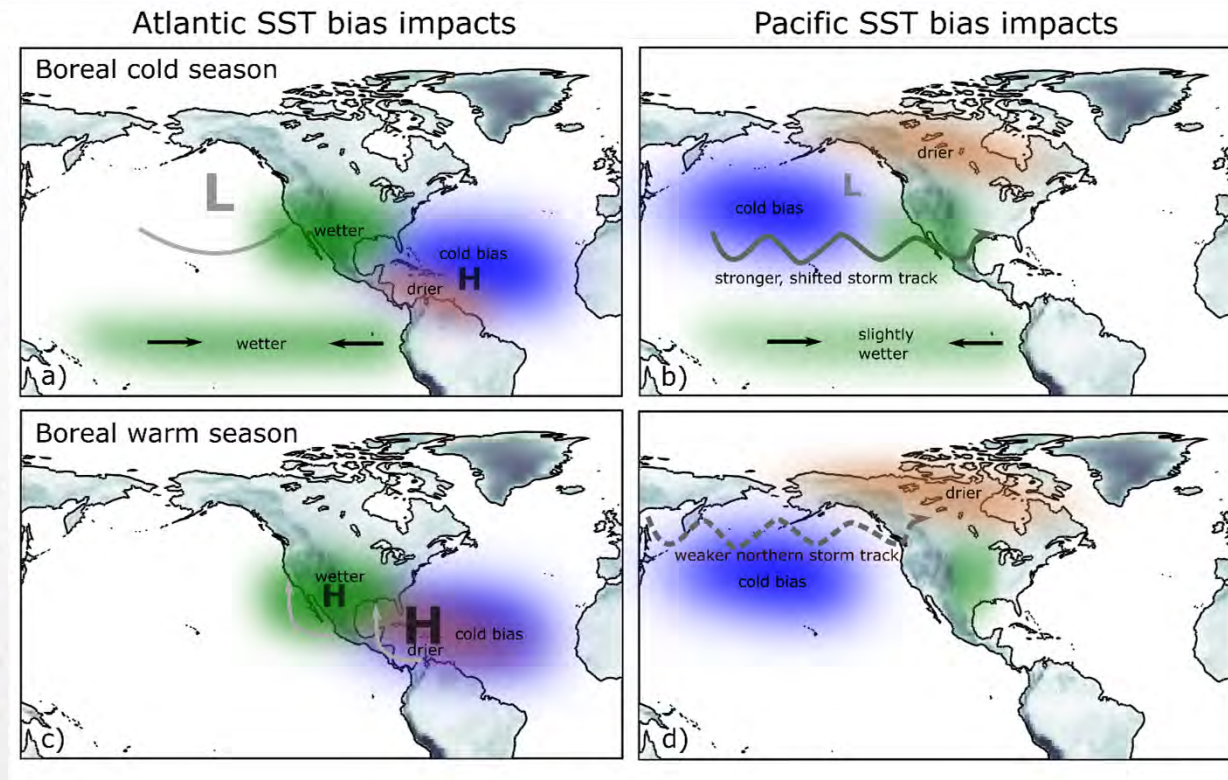 Atlantic SST bias impacts
Pacific SST bias impacts
Boreal cold season
L
wetter
cold bias
H
drier
wetter
a)
drier
L
cold bias
stronger, shifted storm track
slightly
wetter
b)
Boreal warm season
wetter
H
H
cold bias
drier
c)
drier
weaker northern storm track
cold bias
d)